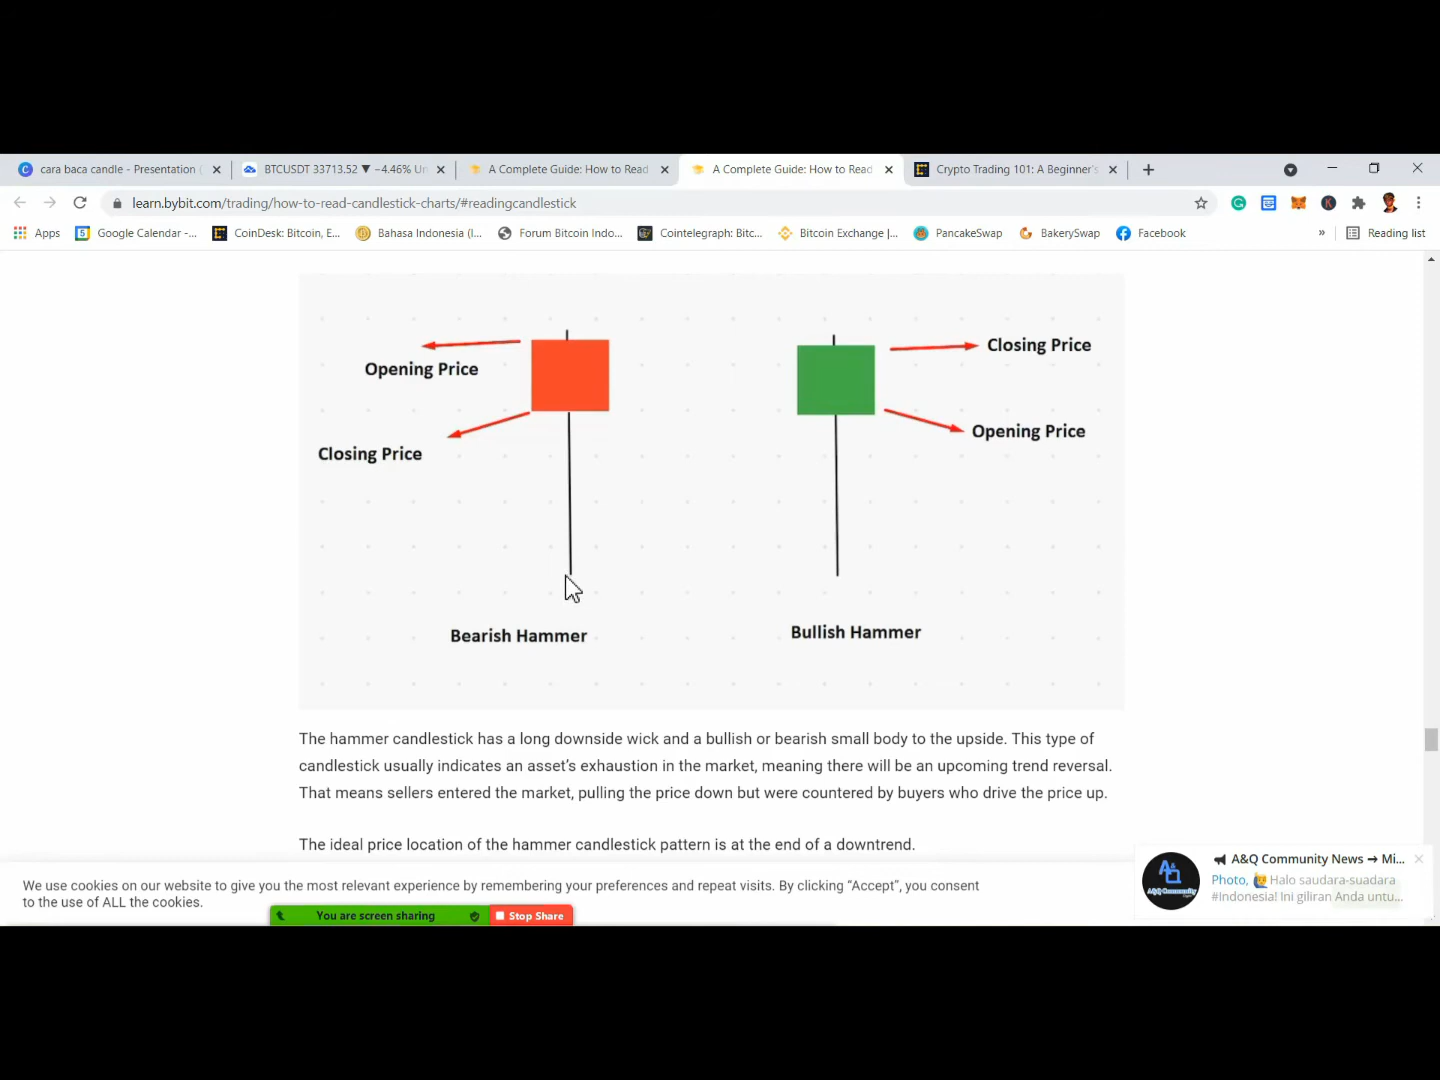 cara baca candle - Presentation (
BTCUSDT 33713.52 ▼ −4.46% Un
A Complete Guide: How to Read
A Complete Guide: How to Read
Crypto Trading 101: A Beginner's
learn.bybit.com/trading/how-to-read-candlestick-charts/#readingcandlestick
Apps
Google Calendar -...
CoinDesk: Bitcoin, E...
Bahasa Indonesia (I...
Forum Bitcoin Indo...
Cointelegraph: Bitc...
Bitcoin Exchange |...
PancakeSwap
BakerySwap
Facebook
»
Reading list
Opening Price
Closing Price
Closing Price
Opening Price
Bearish Hammer
Bullish Hammer
The hammer candlestick has a long downside wick and a bullish or bearish small body to the upside. This type of
candlestick usually indicates an asset's exhaustion in the market, meaning there will be an upcoming trend reversal.
That means sellers entered the market, pulling the price down but were countered by buyers who drive the price up.
The ideal price location of the hammer candlestick pattern is at the end of a downtrend.
We use cookies on our website to give you the most relevant experience by remembering your preferences and repeat visits. By clicking “Accept”, you consent
to the use of ALL the cookies.
You are screen sharing
Stop Share
A&Q Community
A&Q Community News → Mi...
Photo, 🙋Halo saudara-suadara
#Indonesia! Ini giliran Anda untu...